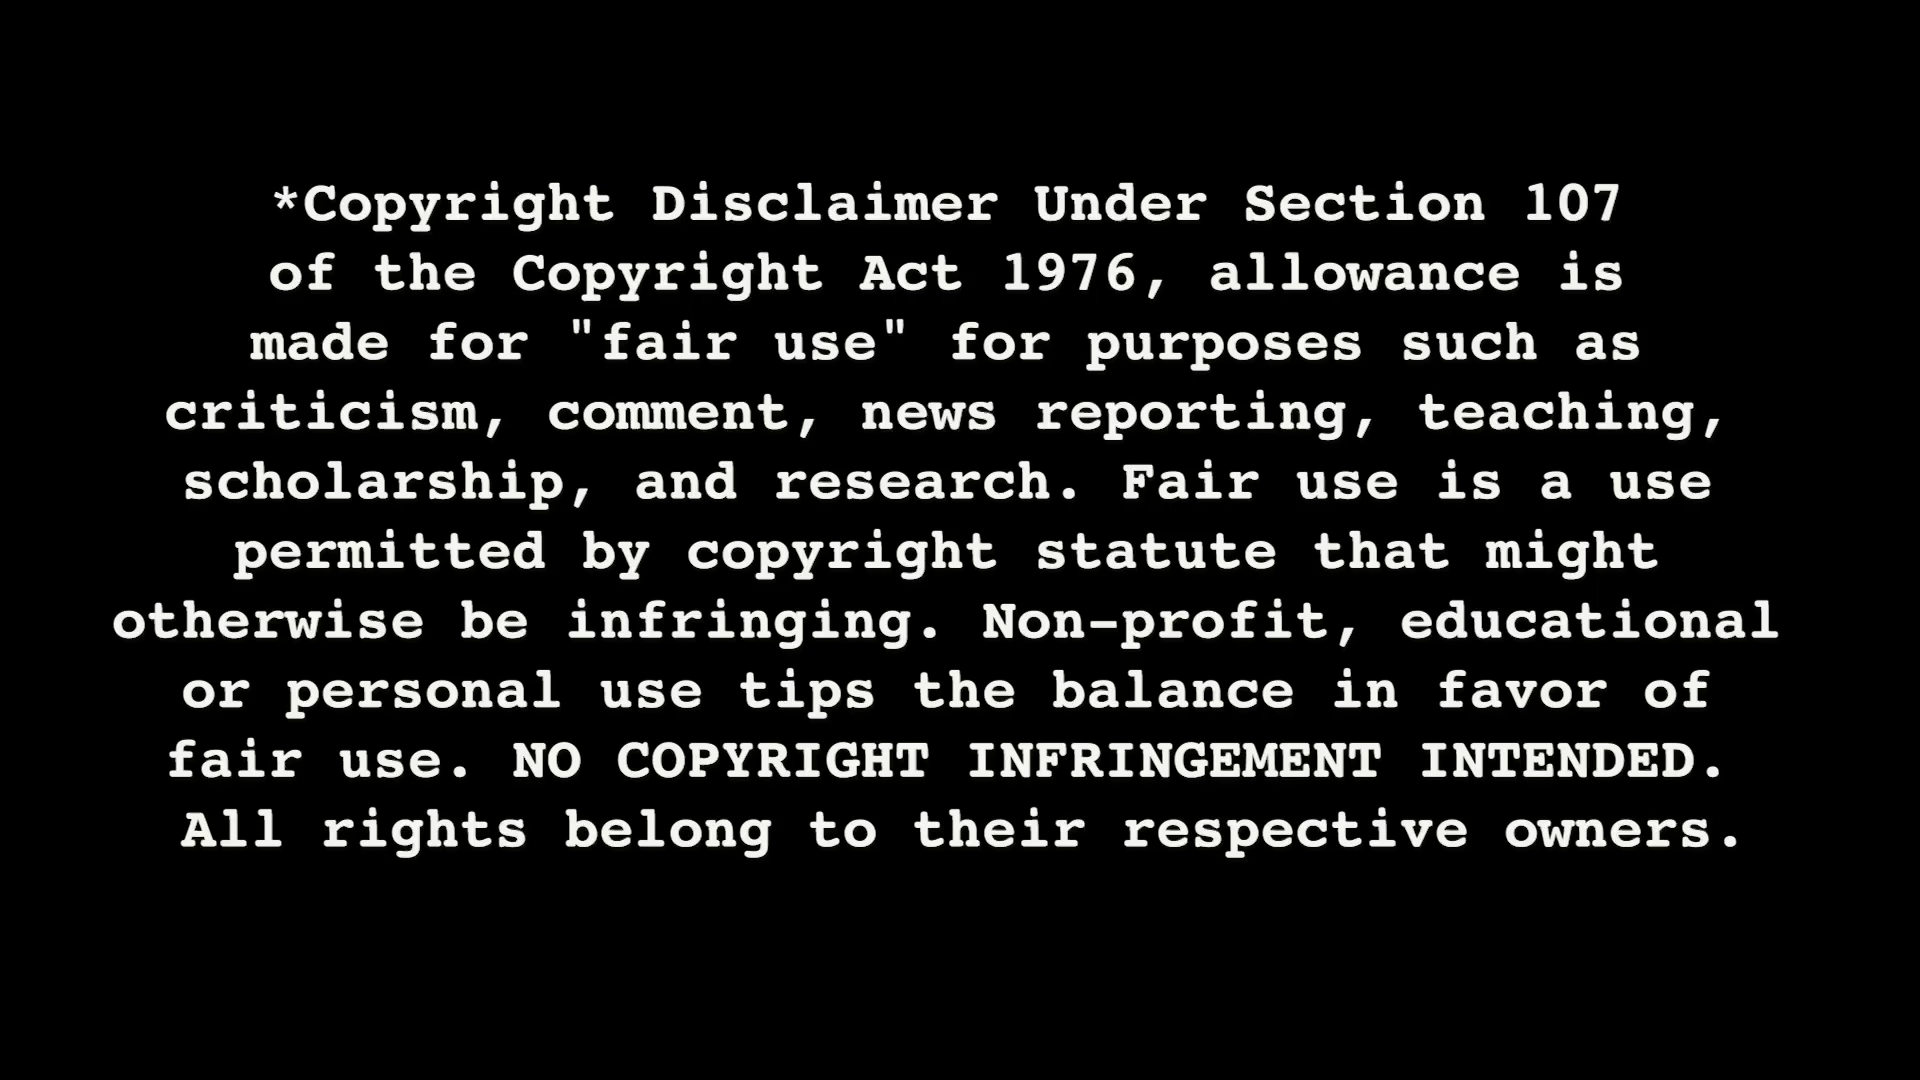 *Copyright Disclaimer Under Section 107
of the Copyright Act 1976, allowance is
made for "fair use" for purposes such as
criticism, comment, news reporting, teaching,
scholarship, and research. Fair use is a use
permitted by copyright statute that might
otherwise be infringing. Non-profit, educational
or personal use tips the balance in favor of
fair use. NO COPYRIGHT INFRINGEMENT INTENDED.
All rights belong to their respective owners.